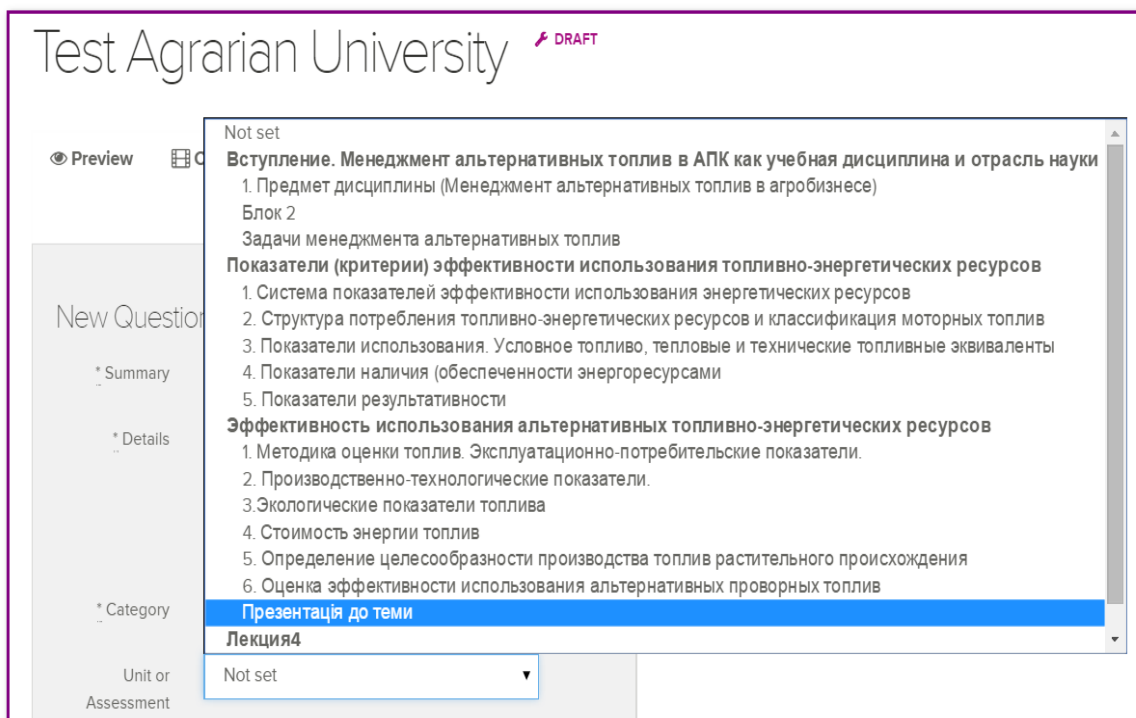 Test Agrarian University DRAFT
Preview
Not set
Вступление. Менеджмент альтернативных топлив в АПК как учебная дисциплина и отрасль науки
1. Предмет дисциплины (Менеджмент альтернативных топлив в агробизнесе)
Блок 2
Задачи менеджмента альтернативных топлив
Показатели (критерии) эффективности использования топливно-энергетических ресурсов
1. Система показателей эффективности использования энергетических ресурсов
2. Структура потребления топливно-энергетических ресурсов и классификация моторных топлив
3. Показатели использования. Условное топливо, тепловые и технические топливные эквиваленты
4. Показатели наличия (обеспеченности энергоресурсами
5. Показатели результативности
Эффективность использования альтернативных топливно-энергетических ресурсов
1. Методика оценки топлив. Эксплуатационно-потребительские показатели.
2. Производственно-технологические показатели.
3.Экологические показатели топлива
4. Стоимость энергии топлив
5. Определение целесообразности производства топлив растительного происхождения
6. Оценка эффективности использования альтернативных проворных топлив
Презентація до теми
Лекция4
New Question
* Summary
* Details
* Category
Unit or
Assessment
Not set